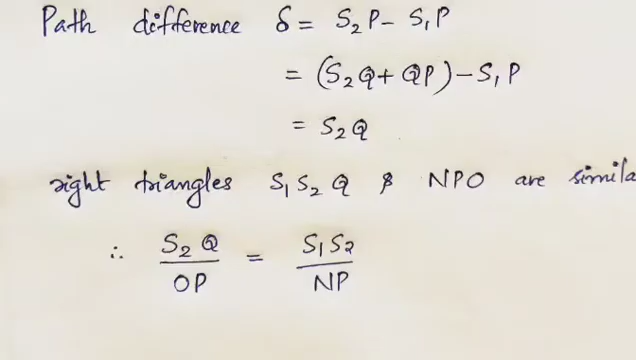 Path difference δ = S₂P - S₁P
= (S₂Q + QP) - S₁P
= S₂Q
right triangles S₁S₂Q & NPO are simila
∴ S₂Q/OP = S₁S₂/NP